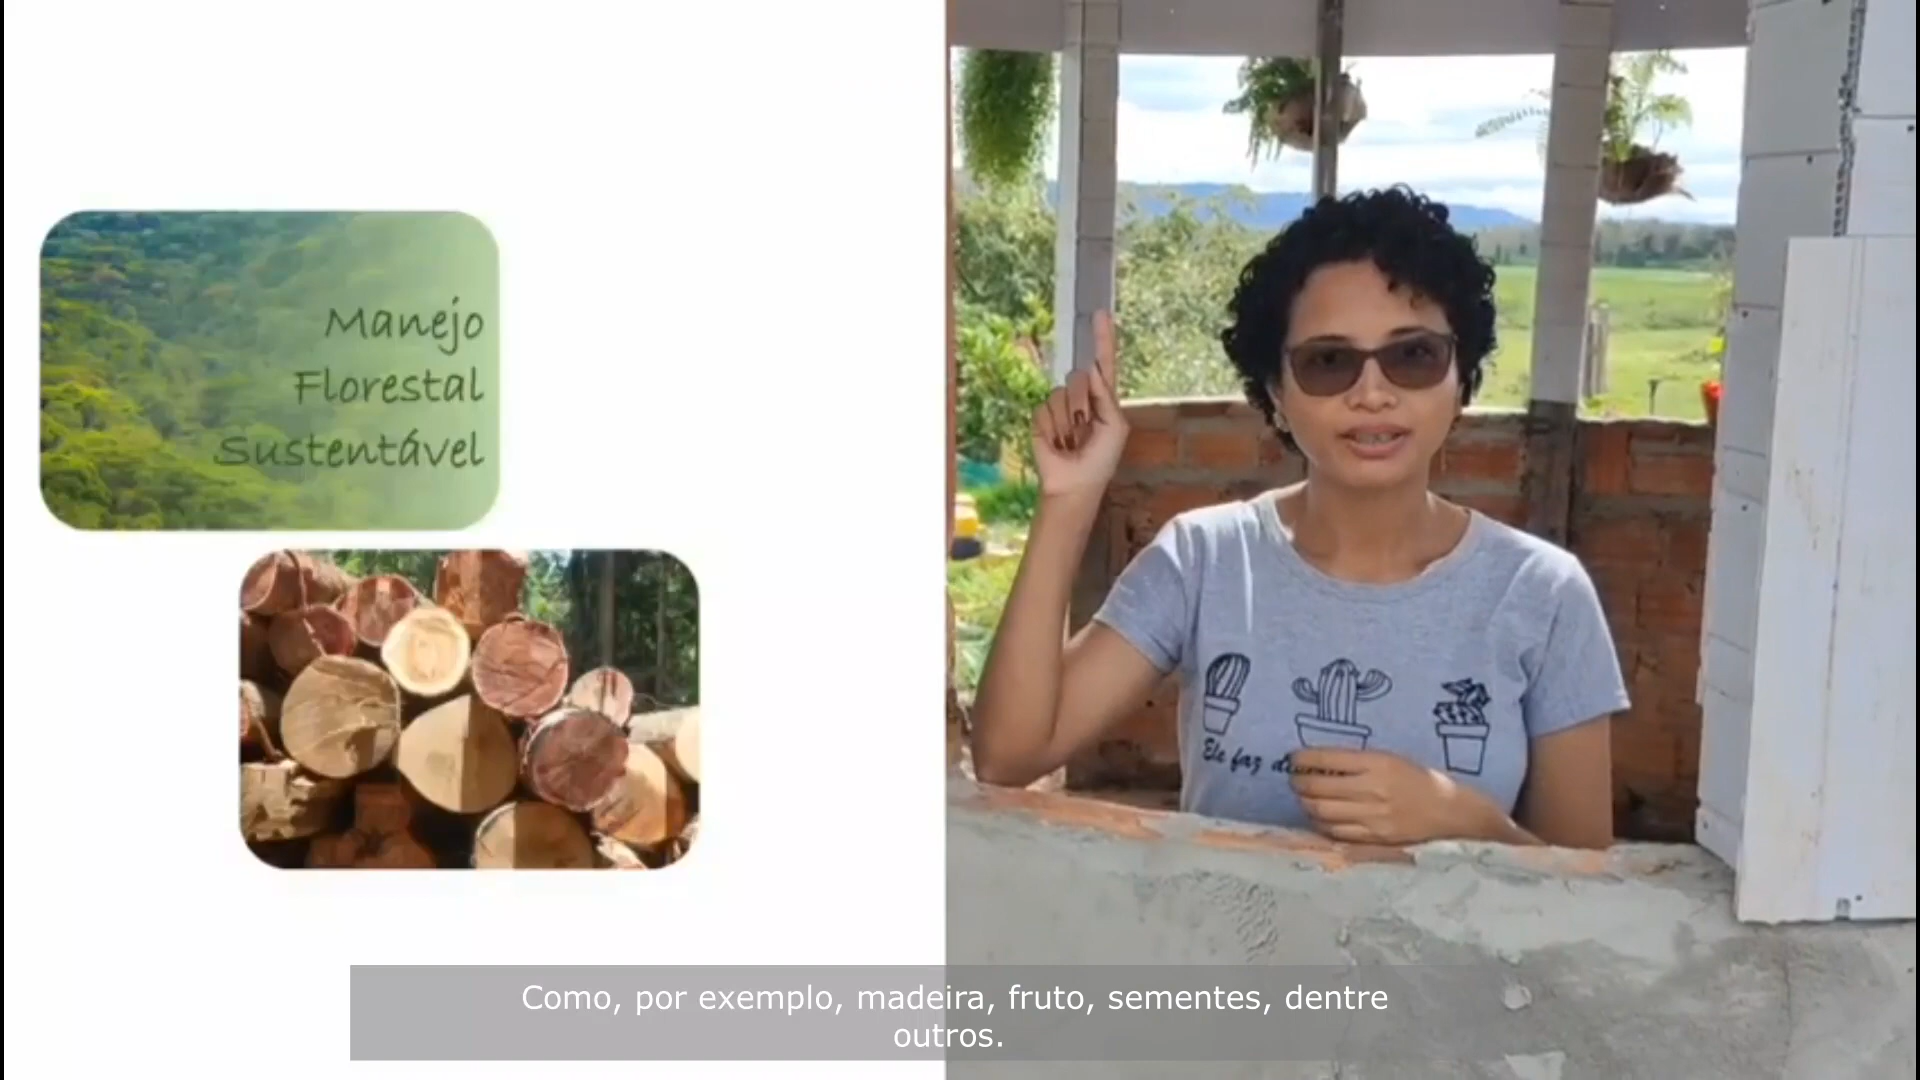 Manejo
Florestal
Sustentável
Ele faz
Como, por exemplo, madeira, fruto, sementes, dentre
outros.